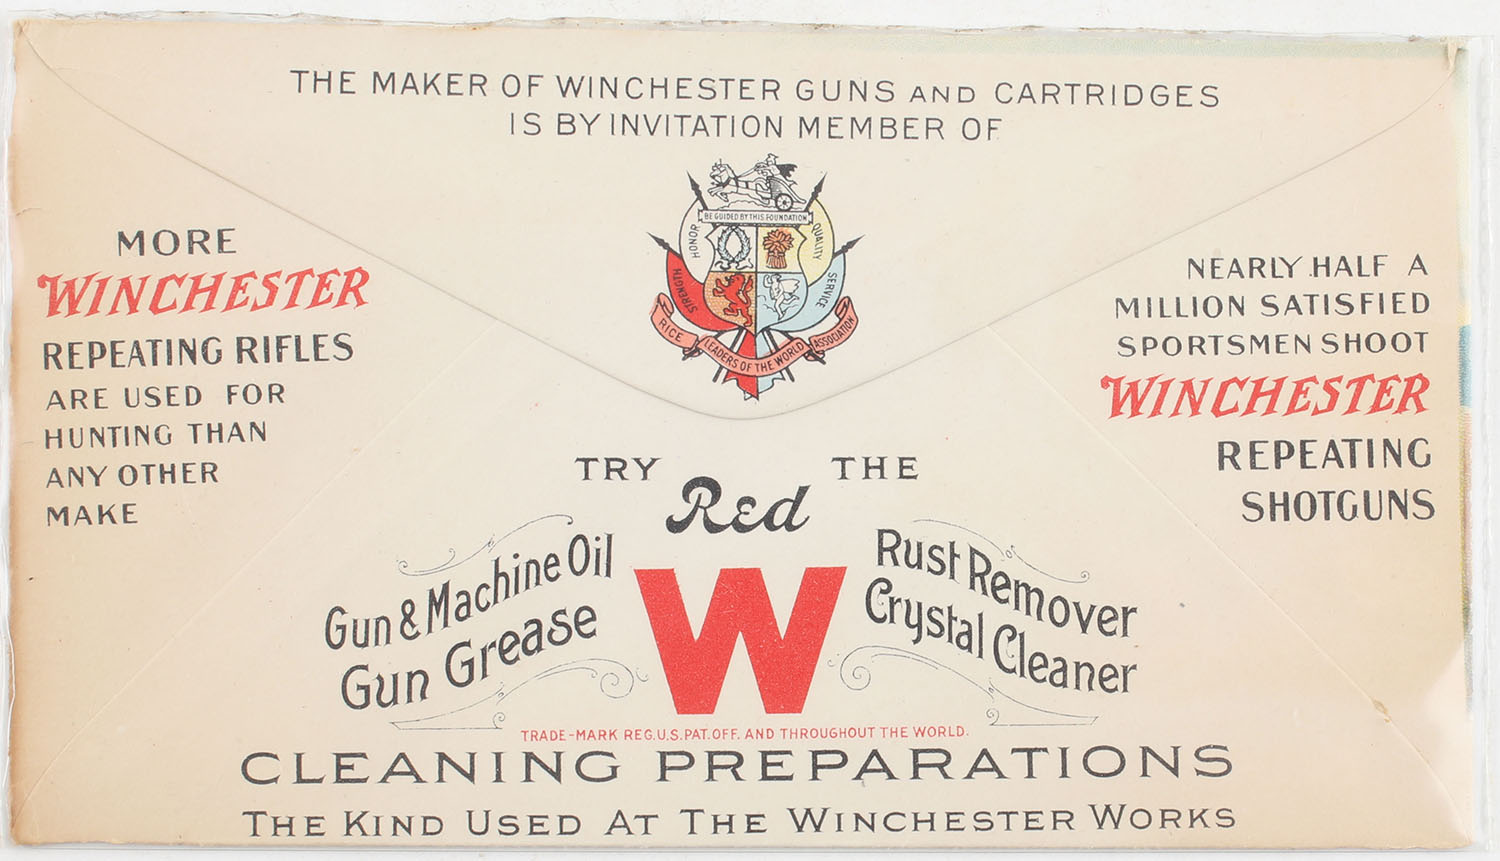 THE MAKER OF WINCHESTER GUNS AND CARTRIDGES
IS BY INVITATION MEMBER OF
BE GUIDED BY THIS FOUNDATION
HONOR
QUALITY
STRENGTH
SERVICE
RICE LEADERS OF THE WORLD ASSOCIATION
MORE
WINCHESTER
REPEATING RIFLES
ARE USED FOR
HUNTING THAN
ANY OTHER
MAKE
NEARLY HALF A
MILLION SATISFIED
SPORTSMEN SHOOT
WINCHESTER
REPEATING
SHOTGUNS
TRY THE
Red
W
Gun & Machine Oil
Gun Grease
Rust Remover
Crystal Cleaner
TRADE-MARK REG.U.S.PAT.OFF. AND THROUGHOUT THE WORLD.
CLEANING PREPARATIONS
THE KIND USED AT THE WINCHESTER WORKS